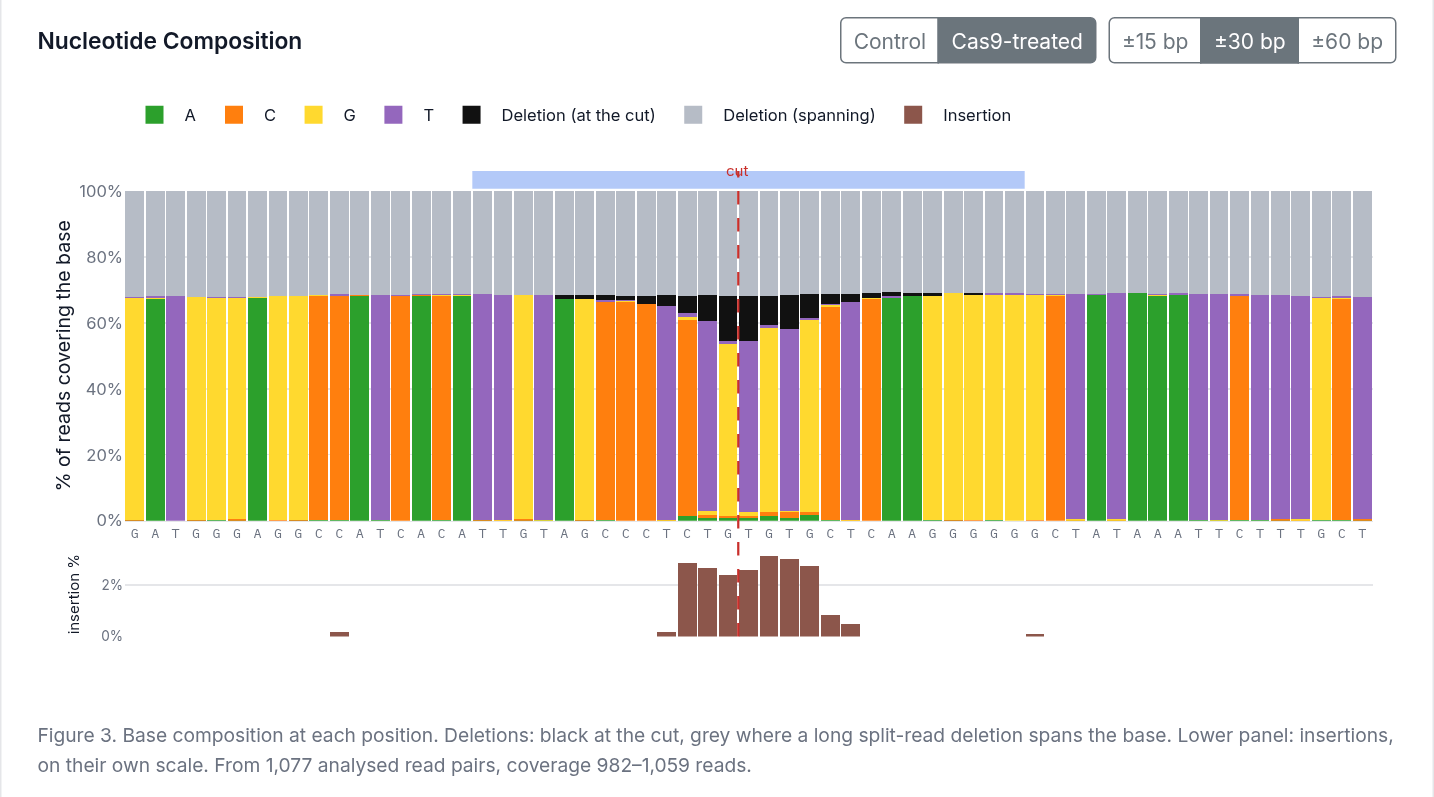 Nucleotide Composition
Control Cas9-treated ±15 bp ±30 bp ±60 bp
A C G T Deletion (at the cut) Deletion (spanning) Insertion
cut
% of reads covering the base
100%
80%
60%
40%
20%
0%
G A T G G G A G G C C A T C A C A T T G T A G C C C T C T G T G T G C T C A A G G G G G G C T A T A A A T T C T T T G C T
insertion %
2%
0%
Figure 3. Base composition at each position. Deletions: black at the cut, grey where a long split-read deletion spans the base. Lower panel: insertions,
on their own scale. From 1,077 analysed read pairs, coverage 982–1,059 reads.